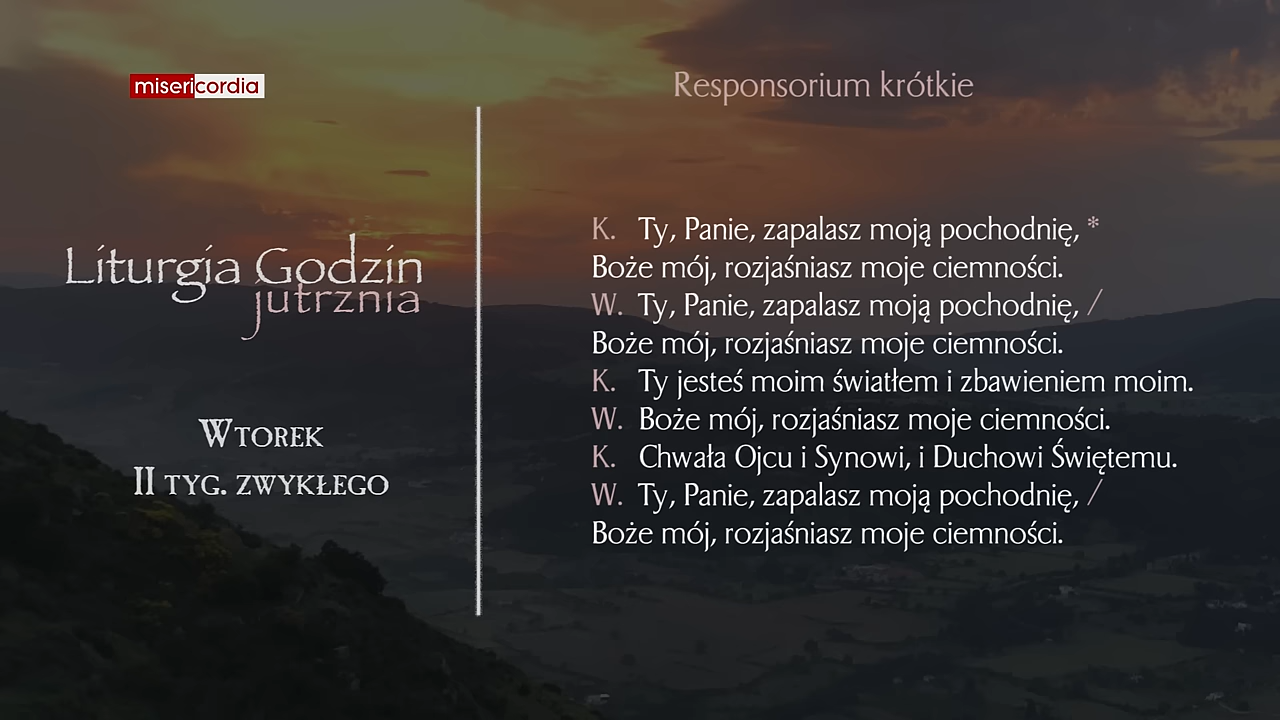 misericordia
Liturgia Godzin
jutrznia
Wtorek
II tyg. zwykłego
Responsorium krótkie
K. Ty, Panie, zapalasz moją pochodnię, *
Boże mój, rozjaśniasz moje ciemności.
W. Ty, Panie, zapalasz moją pochodnię, /
Boże mój, rozjaśniasz moje ciemności.
K. Ty jesteś moim światłem i zbawieniem moim.
W. Boże mój, rozjaśniasz moje ciemności.
K. Chwała Ojcu i Synowi, i Duchowi Świętemu.
W. Ty, Panie, zapalasz moją pochodnię, /
Boże mój, rozjaśniasz moje ciemności.